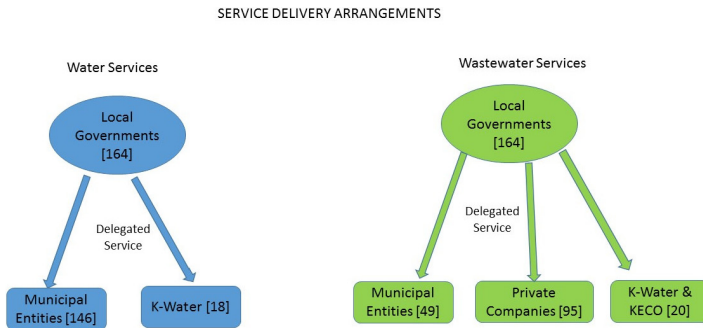 SERVICE DELIVERY ARRANGEMENTS
Water Services
Local
Governments
[164]
Delegated
Service
Municipal
Entities [146]
K-Water [18]
Wastewater Services
Local
Governments
[164]
Delegated
Service
Municipal
Entities [49]
Private
Companies [95]
K-Water &
KECO [20]